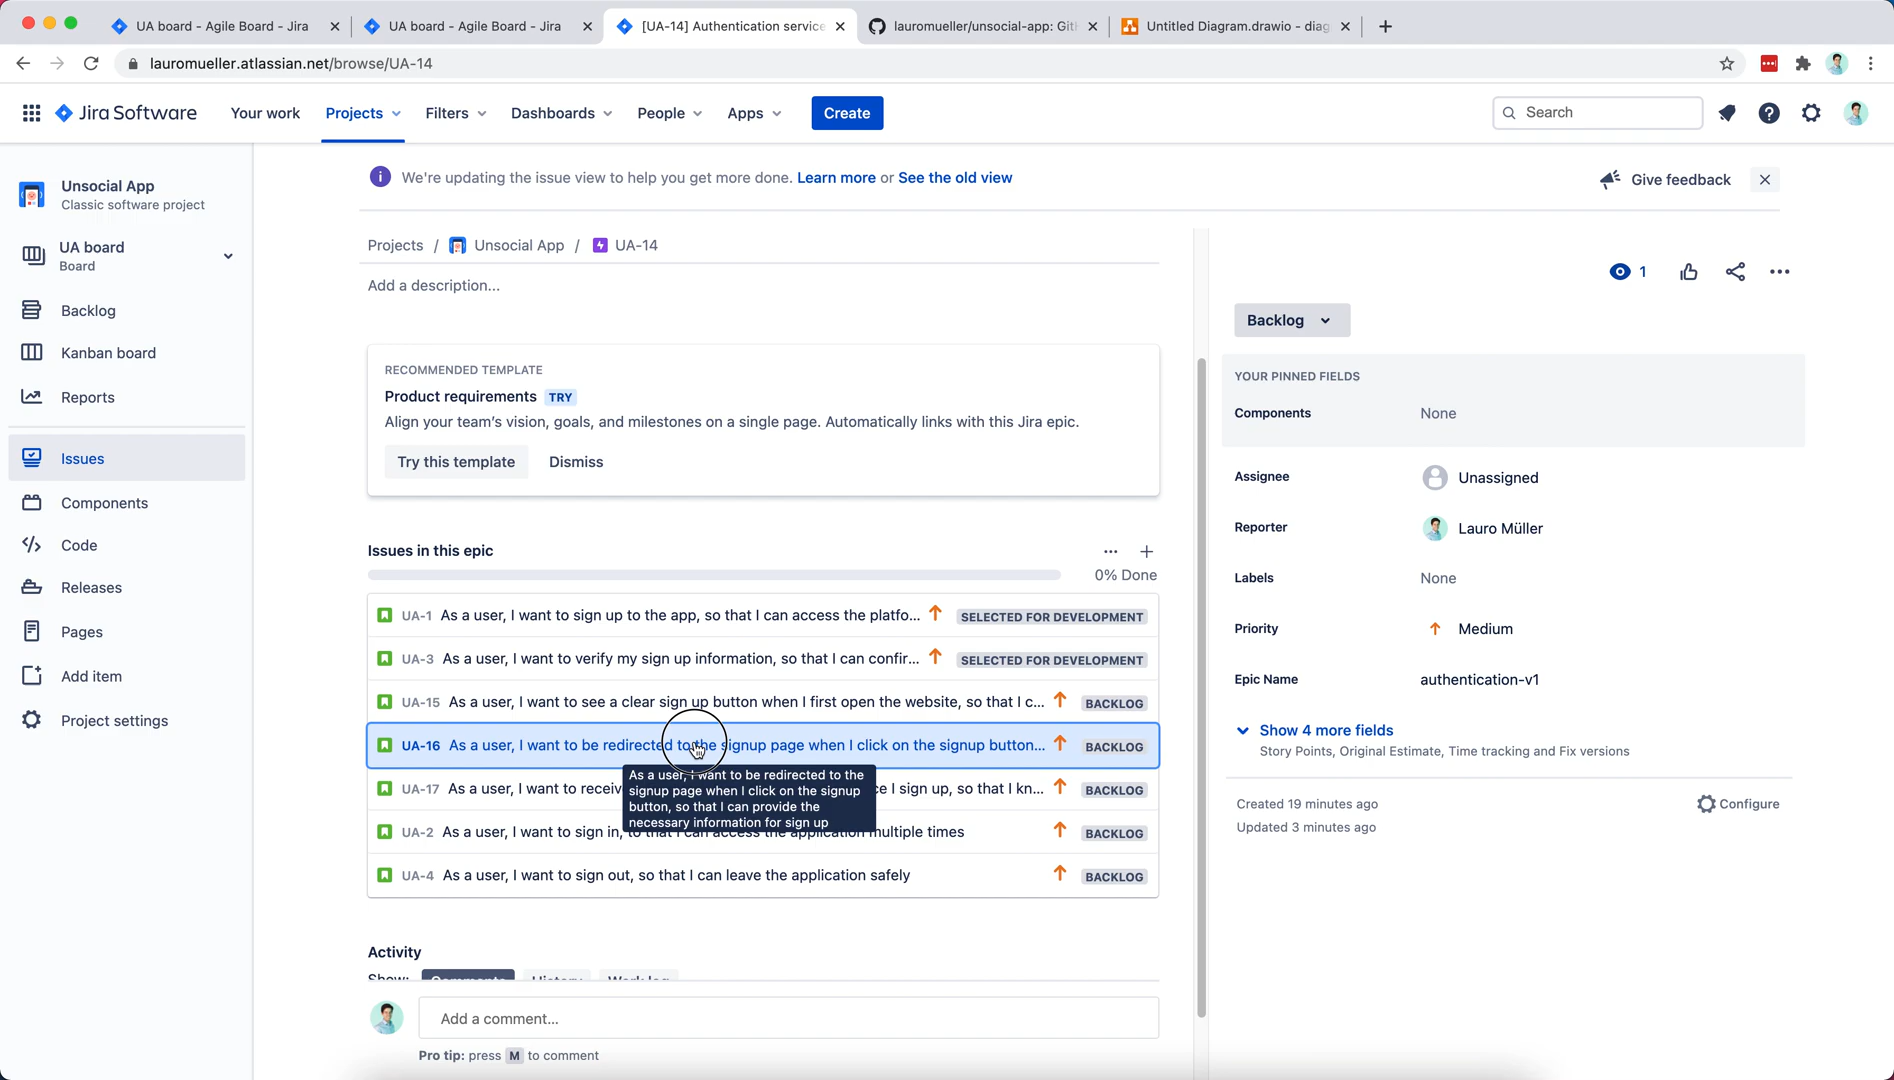 UA board - Agile Board - Jira
UA board - Agile Board - Jira
[UA-14] Authentication service
lauromueller/unsocial-app: Gitl
Untitled Diagram.drawio - diag
lauromueller.atlassian.net/browse/UA-14
Jira Software
Your work
Projects
Filters
Dashboards
People
Apps
Create
Search
Unsocial App
Classic software project
UA board
Board
Backlog
Kanban board
Reports
Issues
Components
Code
Releases
Pages
Add item
Project settings
We're updating the issue view to help you get more done. Learn more or See the old view
Give feedback
Projects / Unsocial App / UA-14
Add a description...
RECOMMENDED TEMPLATE
Product requirements TRY
Align your team's vision, goals, and milestones on a single page. Automatically links with this Jira epic.
Try this template
Dismiss
Issues in this epic
0% Done
UA-1 As a user, I want to sign up to the app, so that I can access the platfo... SELECTED FOR DEVELOPMENT
UA-3 As a user, I want to verify my sign up information, so that I can confir... SELECTED FOR DEVELOPMENT
UA-15 As a user, I want to see a clear sign up button when I first open the website, so that I c... BACKLOG
UA-16 As a user, I want to be redirected to the signup page when I click on the signup button... BACKLOG
As a user, I want to be redirected to the
signup page when I click on the signup
button, so that I can provide the
necessary information for sign up
UA-17 As a user, I want to receiv ce I sign up, so that I kn... BACKLOG
UA-2 As a user, I want to sign in, so that I can access the application multiple times BACKLOG
UA-4 As a user, I want to sign out, so that I can leave the application safely BACKLOG
Activity
Show: Comments History Work log
Add a comment...
Pro tip: press M to comment
1
Backlog
YOUR PINNED FIELDS
Components None
Assignee Unassigned
Reporter Lauro Müller
Labels None
Priority Medium
Epic Name authentication-v1
Show 4 more fields
Story Points, Original Estimate, Time tracking and Fix versions
Created 19 minutes ago
Updated 3 minutes ago
Configure